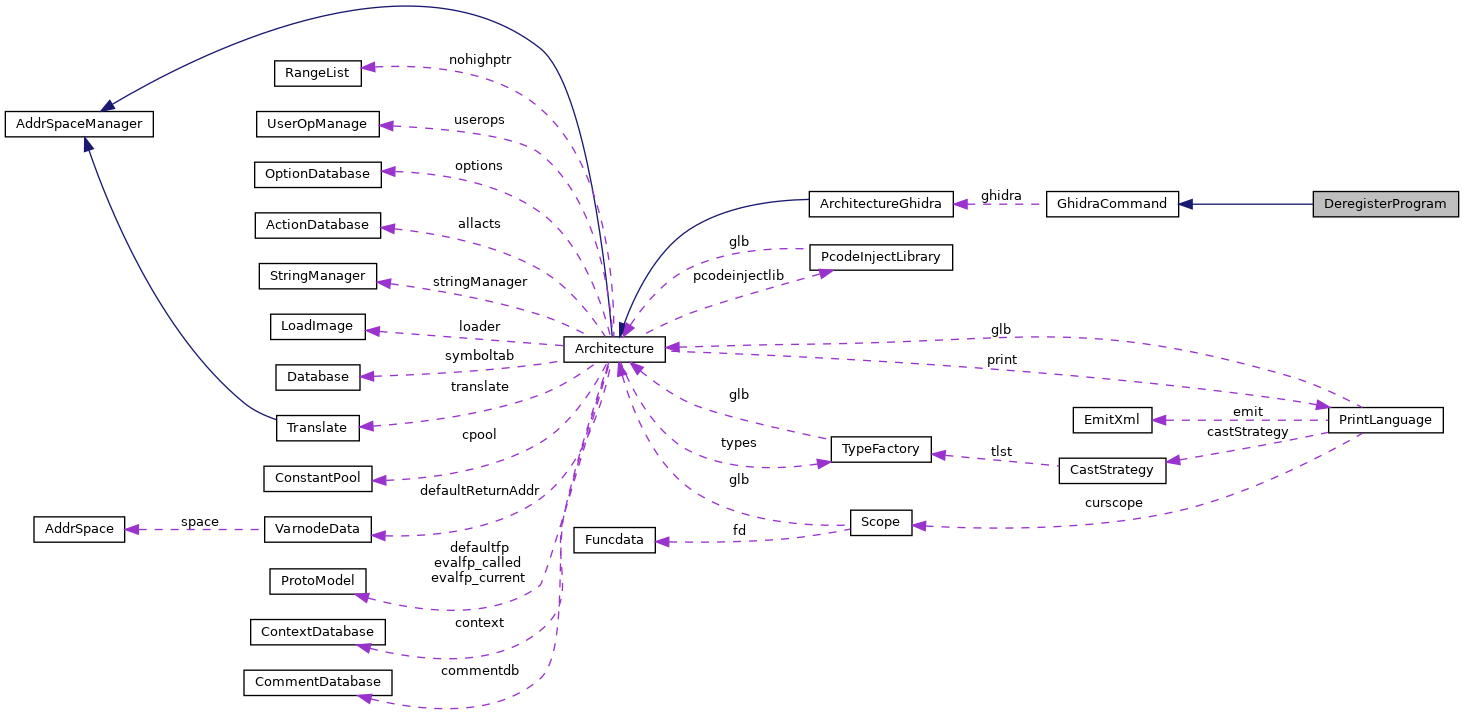 nohighptr
RangeList
AddrSpaceManager
UserOpManage
userops
OptionDatabase
options
ActionDatabase
allacts
StringManager
stringManager
LoadImage
loader
Database
symboltab
Translate
translate
ConstantPool
cpool
AddrSpace
space
VarnodeData
defaultReturnAddr
ProtoModel
defaultfp
evalfp_called
evalfp_current
ContextDatabase
context
CommentDatabase
commentdb
Architecture
ArchitectureGhidra
ghidra
GhidraCommand
DeregisterProgram
glb
PcodeInjectLibrary
pcodeinjectlib
glb
print
PrintLanguage
EmitXml
emit
castStrategy
CastStrategy
tlst
TypeFactory
glb
types
glb
curscope
Scope
fd
Funcdata